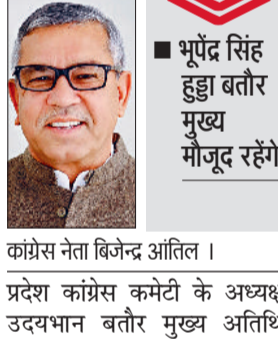 ■ भूपेंद्र सिंह
हुड्डा बतौर
मुख्य
मौजूद रहेंगे
कांग्रेस नेता बिजेन्द्र आंतिल ।
प्रदेश कांग्रेस कमेटी के अध्यक्ष
उदयभान बतौर मुख्य अतिथि